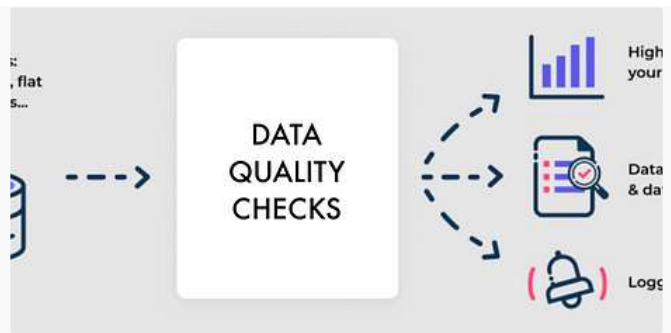 s:
, flat
s...
DATA
QUALITY
CHECKS
High
your
Data
& da
Logg